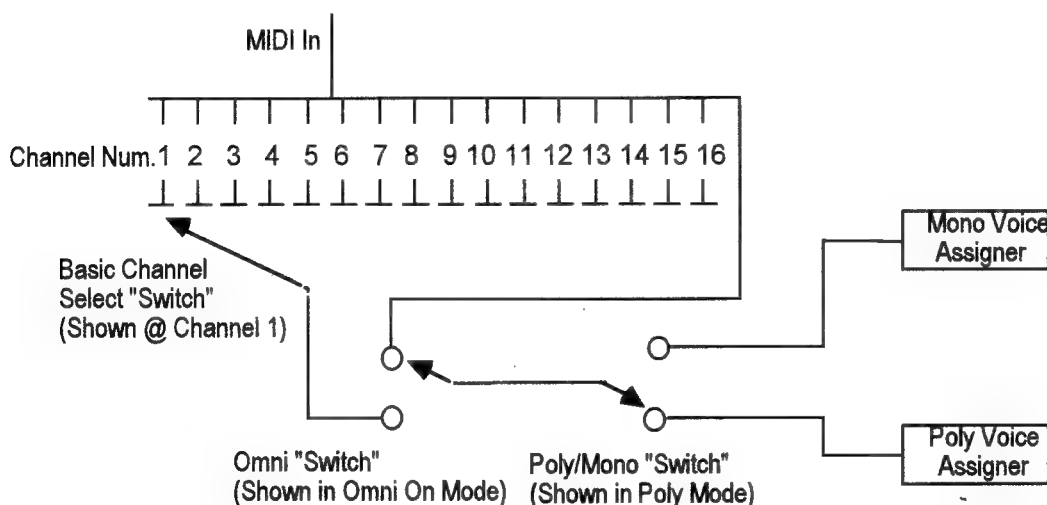 MIDI In
Channel Num. 1 2 3 4 5 6 7 8 9 10 11 12 13 14 15 16
Mono Voice
Assigner
Basic Channel
Select "Switch"
(Shown @ Channel 1)
Omni "Switch"
(Shown in Omni On Mode)
Poly/Mono "Switch"
(Shown in Poly Mode)
Poly Voice
Assigner